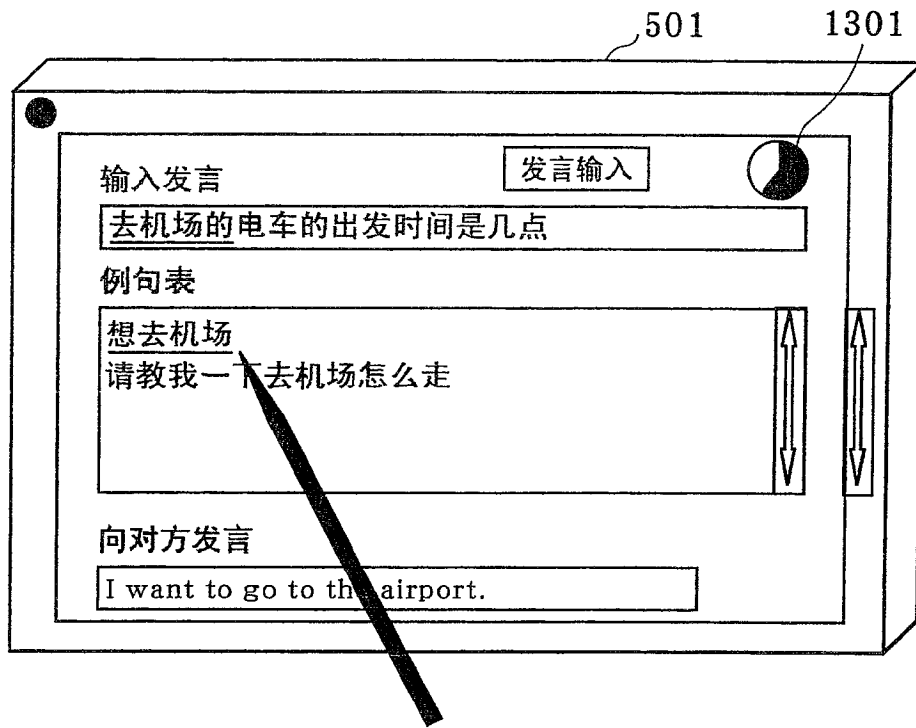 501
1301
输入发言
发言输入
去机场的电车的出发时间是几点
例句表
想去机场
请教我一下去机场怎么走
向对方发言
I want to go to the airport.